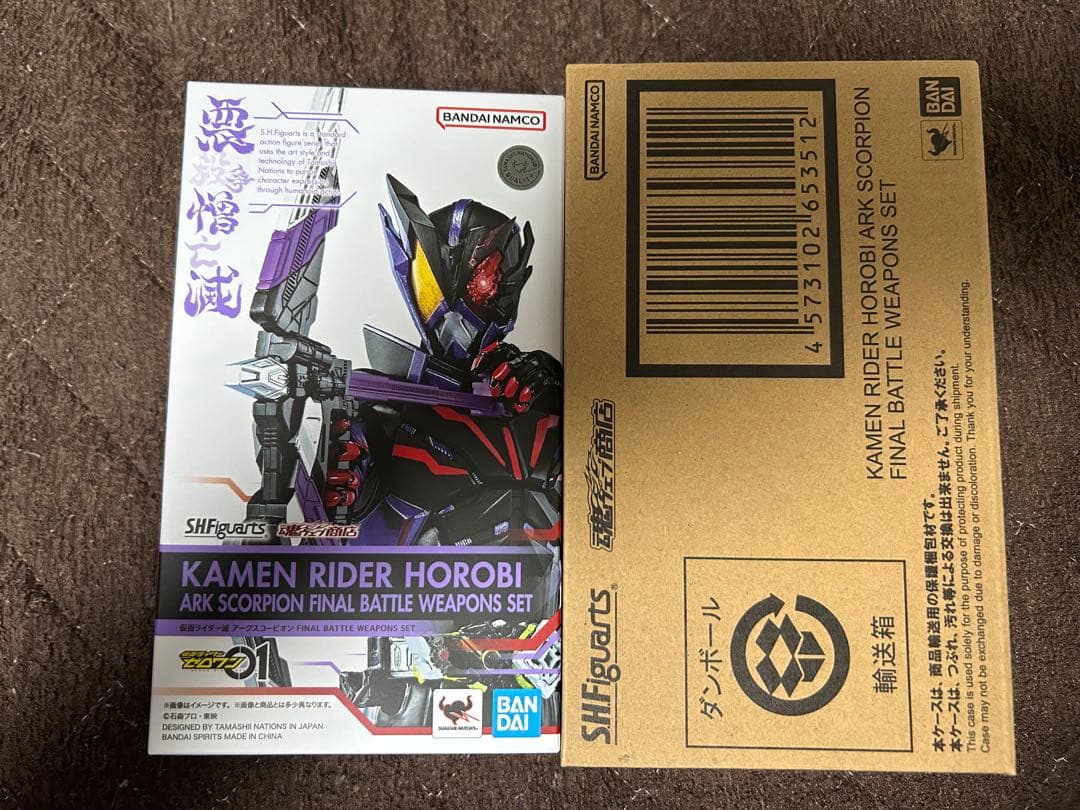 BANDAI NAMCO
S.H.Figuarts is a standard
action figure series that
uses the art style and
technology of Tamashii
Nations to
character
through
QUALITY
S.H.Figuarts
魂ウェブ商店
KAMEN RIDER HOROBI
ARK SCORPION FINAL BATTLE WEAPONS SET
仮面ライダー滅 アークスコーピオン FINAL BATTLE WEAPONS SET
仮面ライダー
ゼロワン 01
※画像はイメージです。※画像と商品とは多少異なります。
©石森プロ・東映
DESIGNED BY TAMASHII NATIONS IN JAPAN
BANDAI SPIRITS MADE IN CHINA
TAMASHII NATIONS
BAN
DAI
BANDAI NAMCO
4 573102 653512
BAN
DAI
KAMEN RIDER HOROBI ARK SCORPION
FINAL BATTLE WEAPONS SET
S.H.Figuarts
魂ウェブ商店
ダンボール
輸送箱
本ケースは、商品輸送用の保護梱包材です。
本ケースは、つぶれ、汚れ等による交換は出来ません。ご了承ください。
This case is used solely for the purpose of protecting product during shipment.
Case may not be exchanged due to damage or discoloration. Thank you for your understanding.